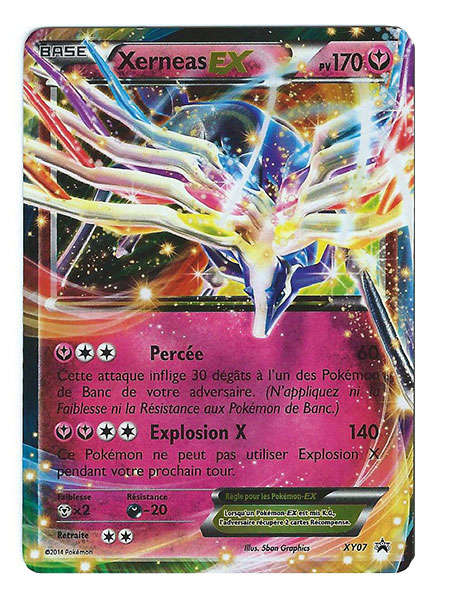 BASE Xerneas EX PV170
Percée 60
Cette attaque inflige 30 dégâts à l'un des Pokémon
de Banc de votre adversaire. (N'appliquez ni la
Faiblesse ni la Résistance aux Pokémon de Banc.)
Explosion X 140
Ce Pokémon ne peut pas utiliser Explosion X
pendant votre prochain tour.
Faiblesse Résistance
×2 -20
Règle pour les Pokémon-EX
Lorsqu'un Pokémon-EX est mis K.O.,
l'adversaire récupère 2 cartes Récompense.
Retraite
©2014 Pokémon Illus. 5ban Graphics XY07